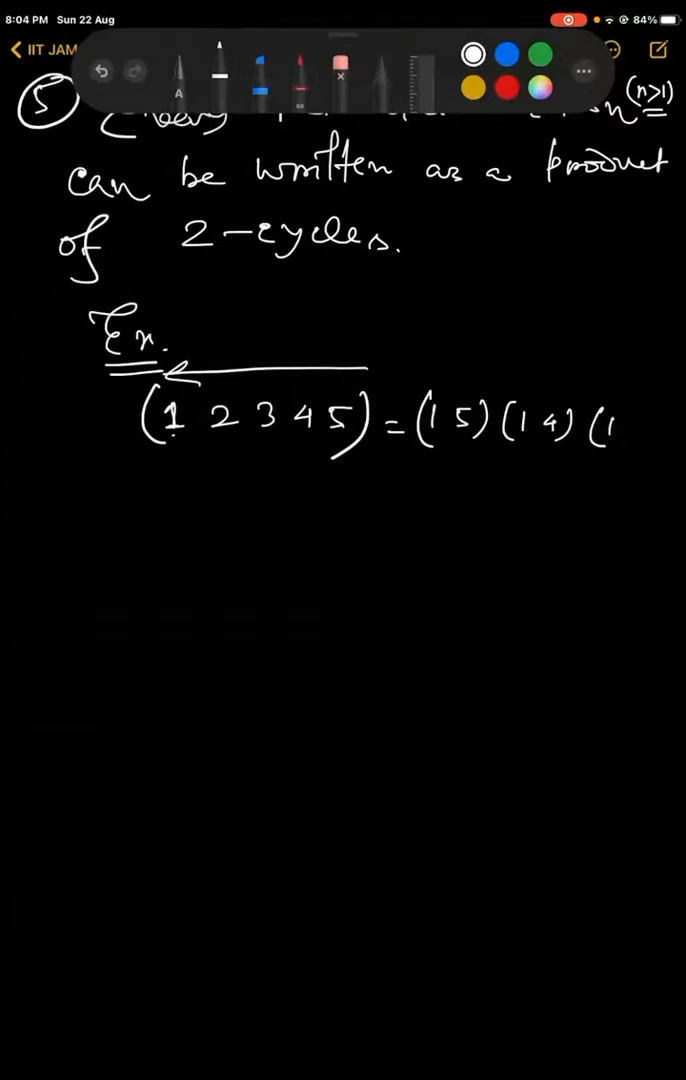 8:04 PM Sun 22 Aug 84%
IIT JAM
5 (n>1)
can be written as a product
of 2-cycles.
Ex.
(1 2 3 4 5) = (1 5) (1 4) (1